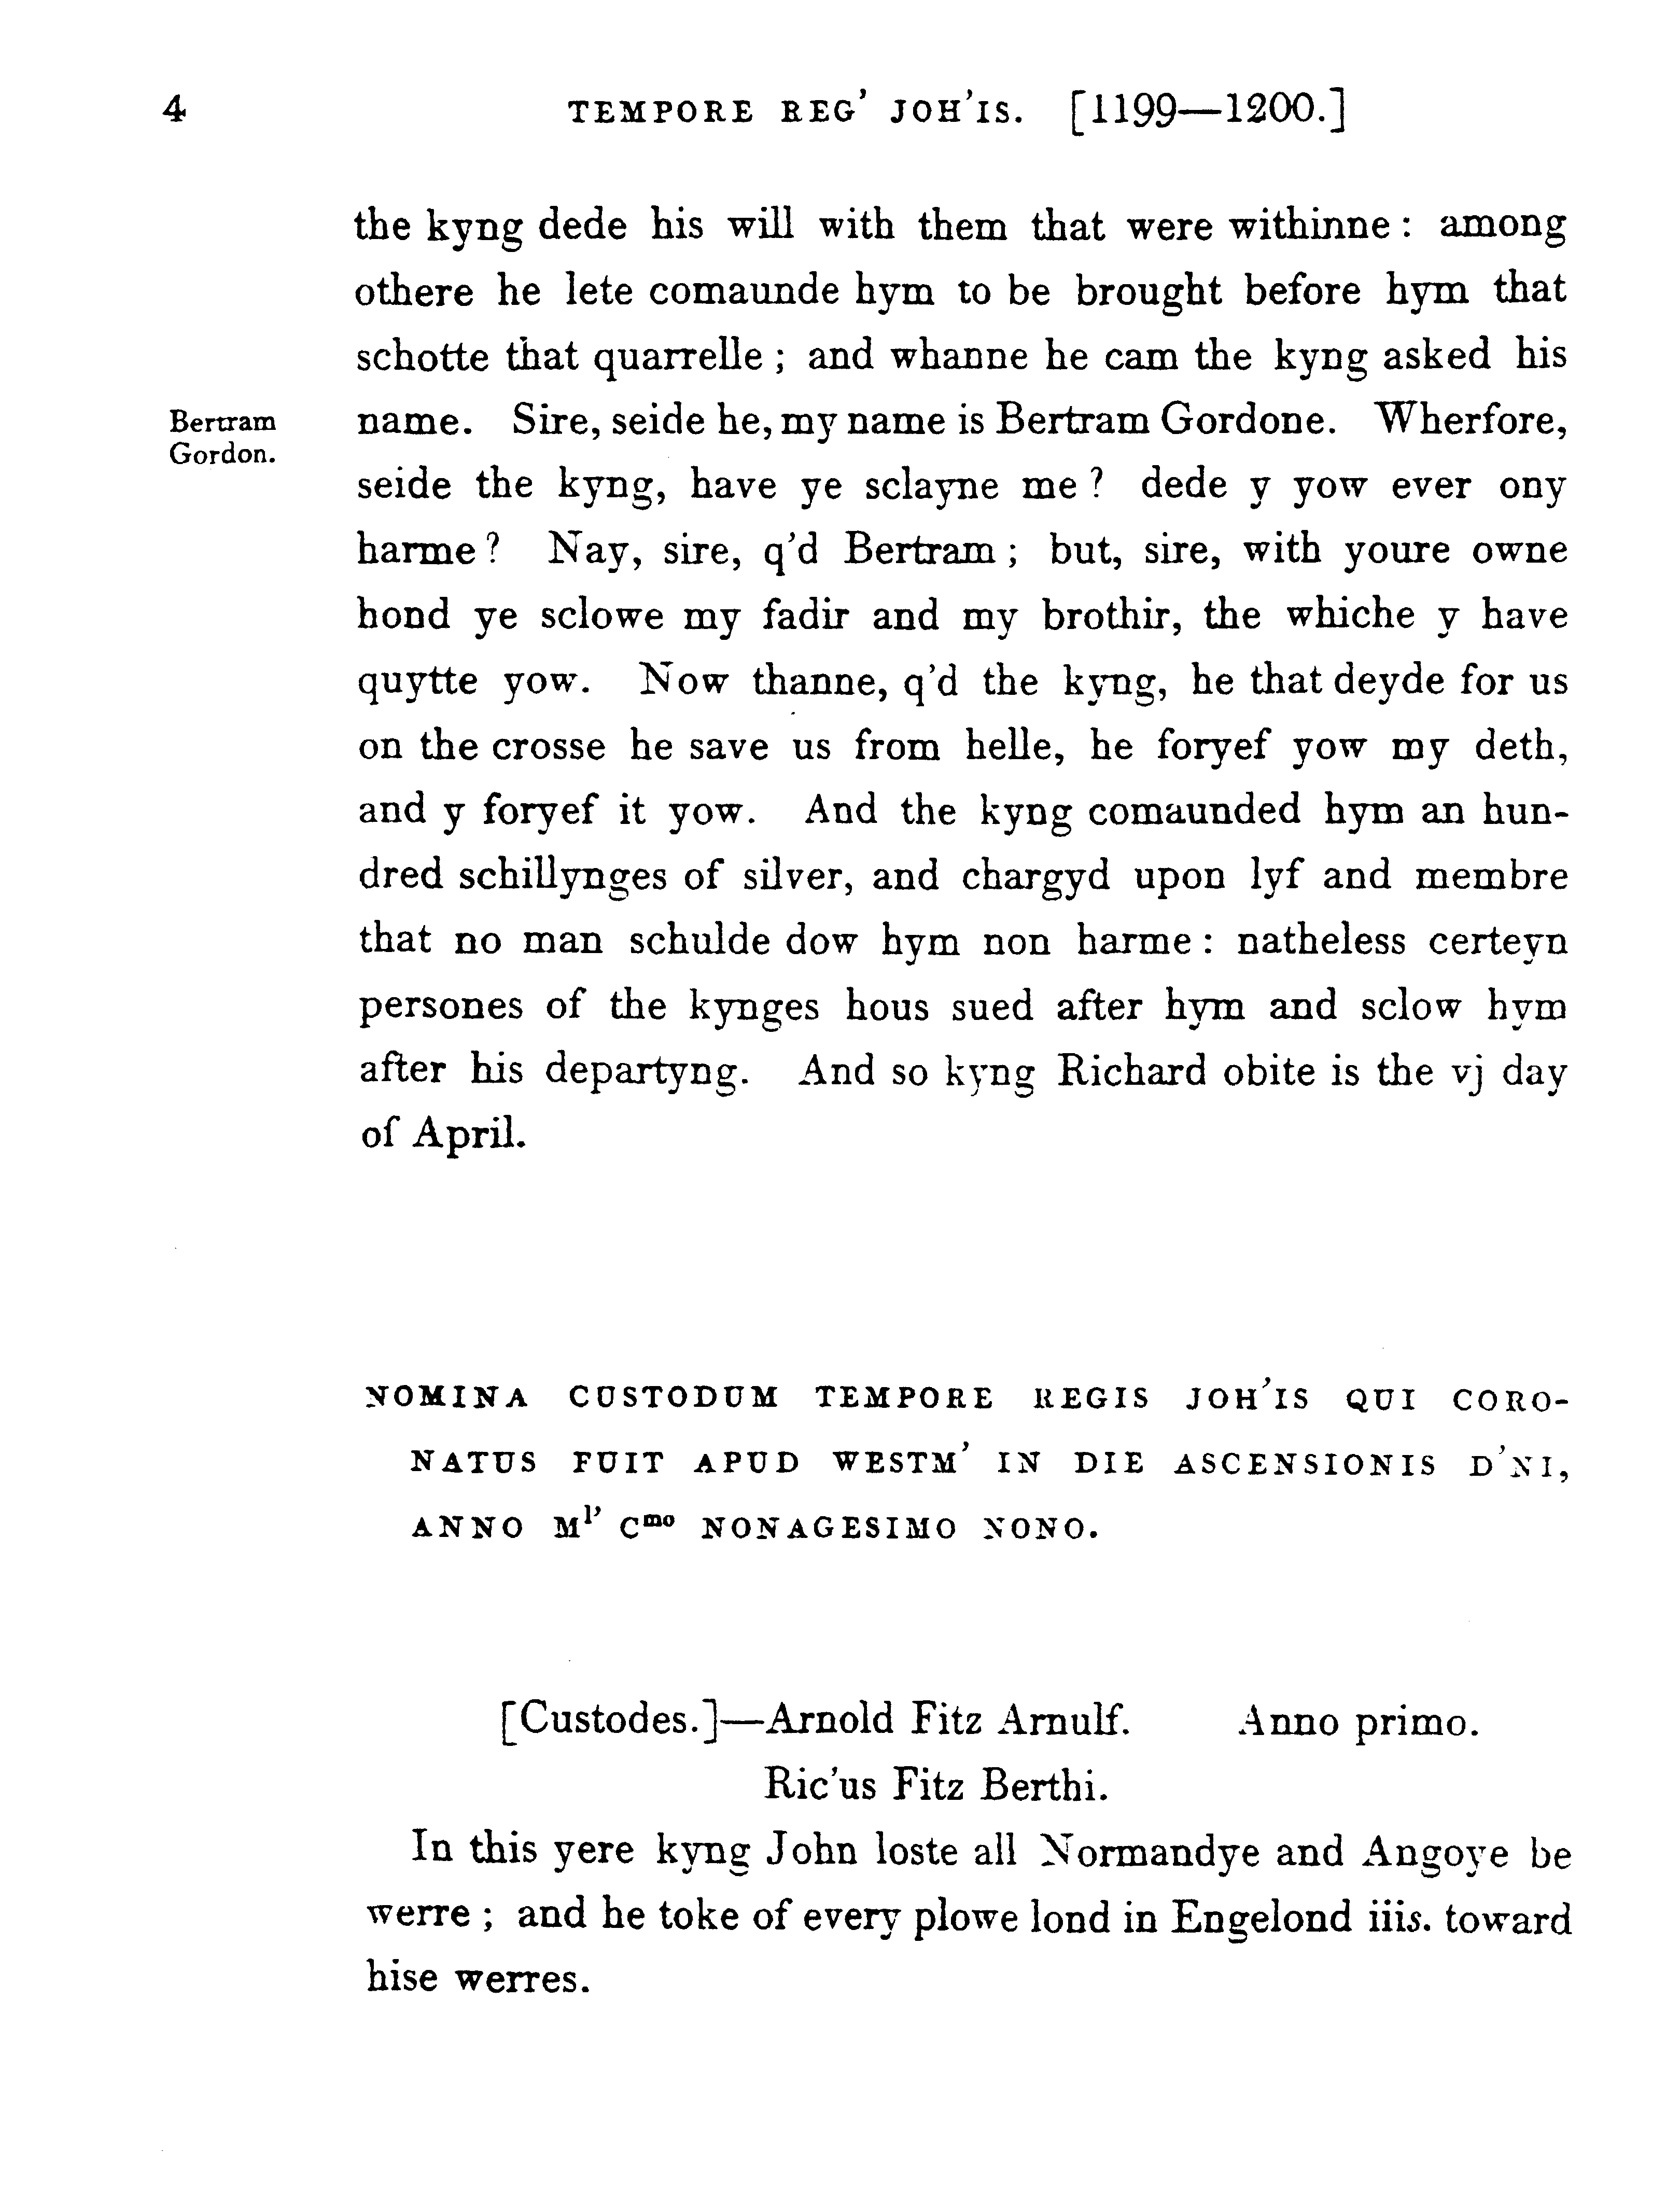 4 TEMPORE REG' JOH'IS. [1199—1200.]
the kyng dede his will with them that were withinne : among
othere he lete comaunde hym to be brought before hym that
schotte that quarrelle ; and whanne he cam the kyng asked his
Bertram
Gordon.
name. Sire, seide he, my name is Bertram Gordone. Wherfore,
seide the kyng, have ye sclayne me ? dede y yow ever ony
harme ? Nay, sire, q'd Bertram ; but, sire, with youre owne
hond ye sclowe my fadir and my brothir, the whiche y have
quytte yow. Now thanne, q'd the kyng, he that deyde for us
on the crosse he save us from helle, he foryef yow my deth,
and y foryef it yow. And the kyng comaunded hym an hun-
dred schillynges of silver, and chargyd upon lyf and membre
that no man schulde dow hym non harme : natheless certeyn
persones of the kynges hous sued after hym and sclow hym
after his departyng. And so kyng Richard obite is the vj day
of April.
NOMINA CUSTODUM TEMPORE REGIS JOH'IS QUI CORO-
NATUS FUIT APUD WESTM' IN DIE ASCENSIONIS D'NI,
ANNO Ml' Cmo NONAGESIMO NONO.
[Custodes.]—Arnold Fitz Arnulf. Anno primo.
Ric'us Fitz Berthi.
In this yere kyng John loste all Normandye and Angoye be
werre ; and he toke of every plowe lond in Engelond iiis. toward
hise werres.